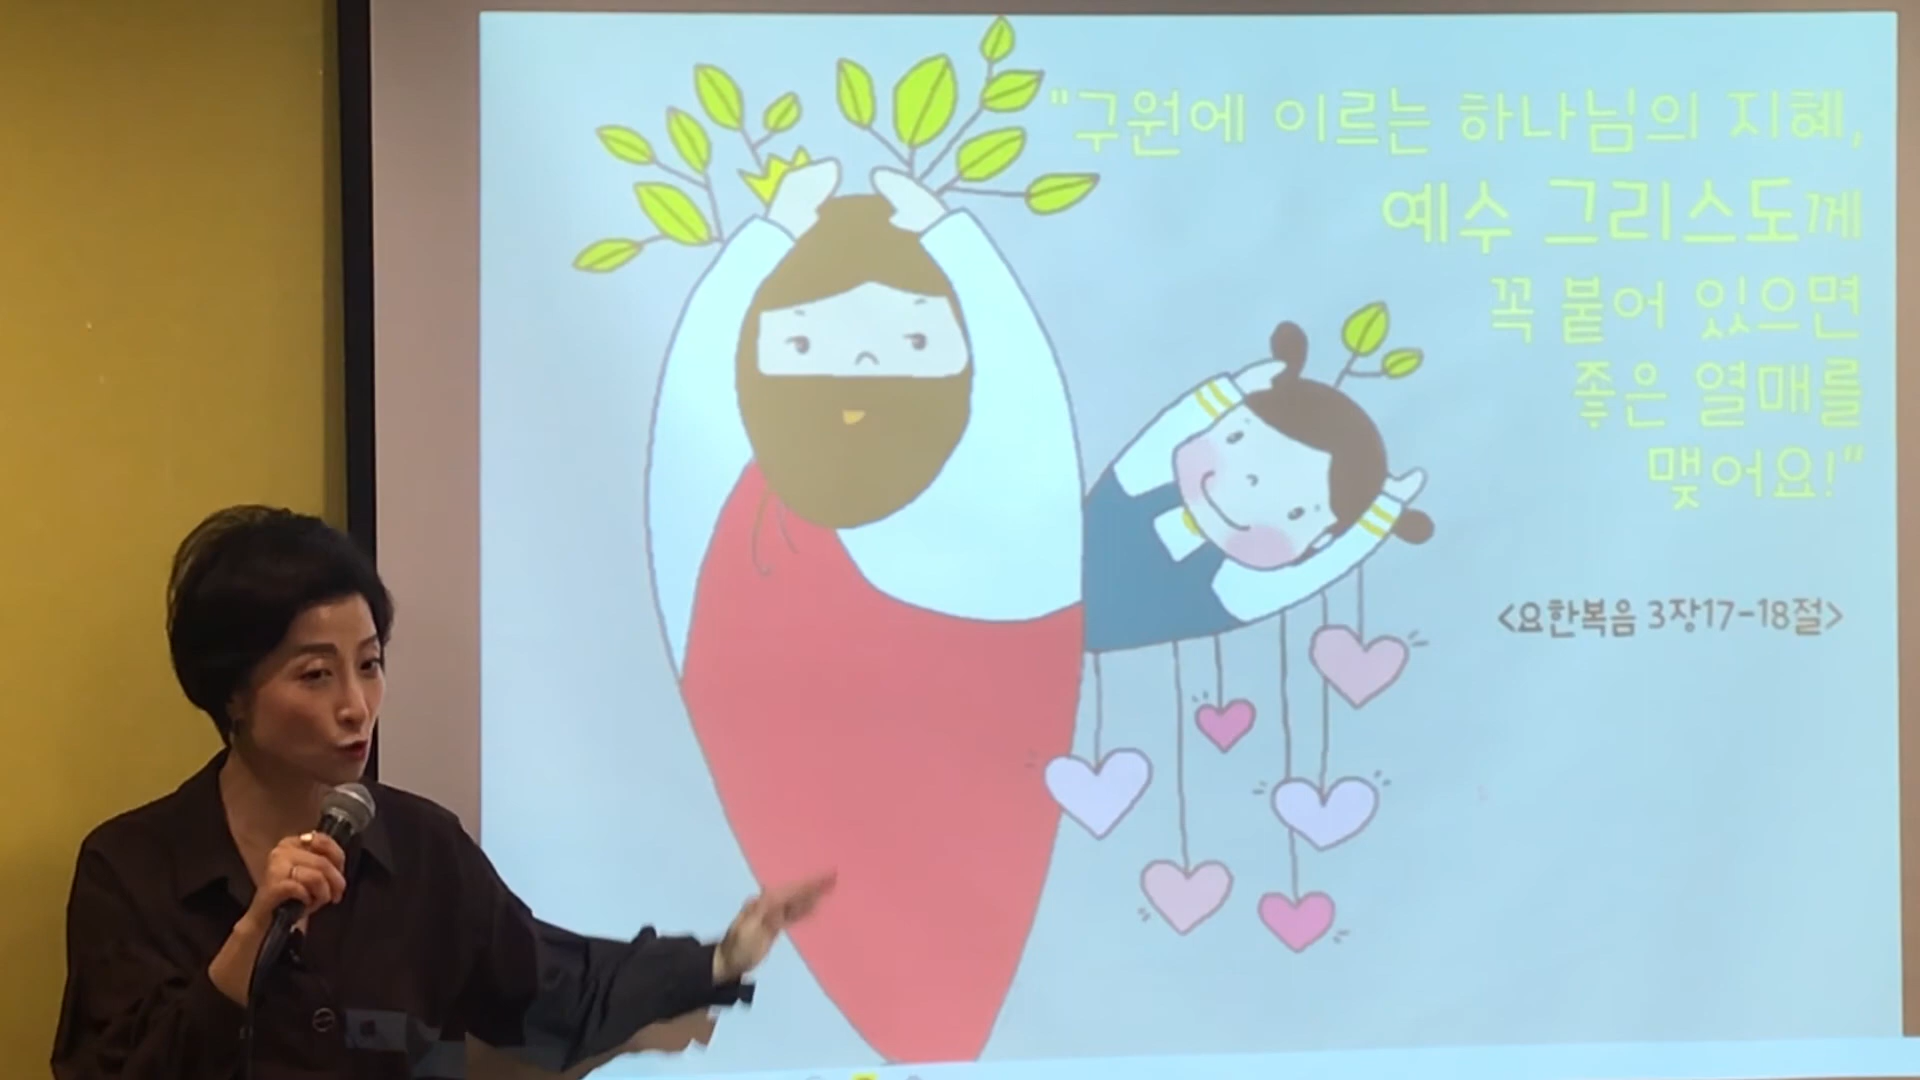 "구원에 이르는 하나님의 지혜,
예수 그리스도께
꼭 붙어 있으면
좋은 열매를
맺어요!"
<요한복음 3장17-18절>